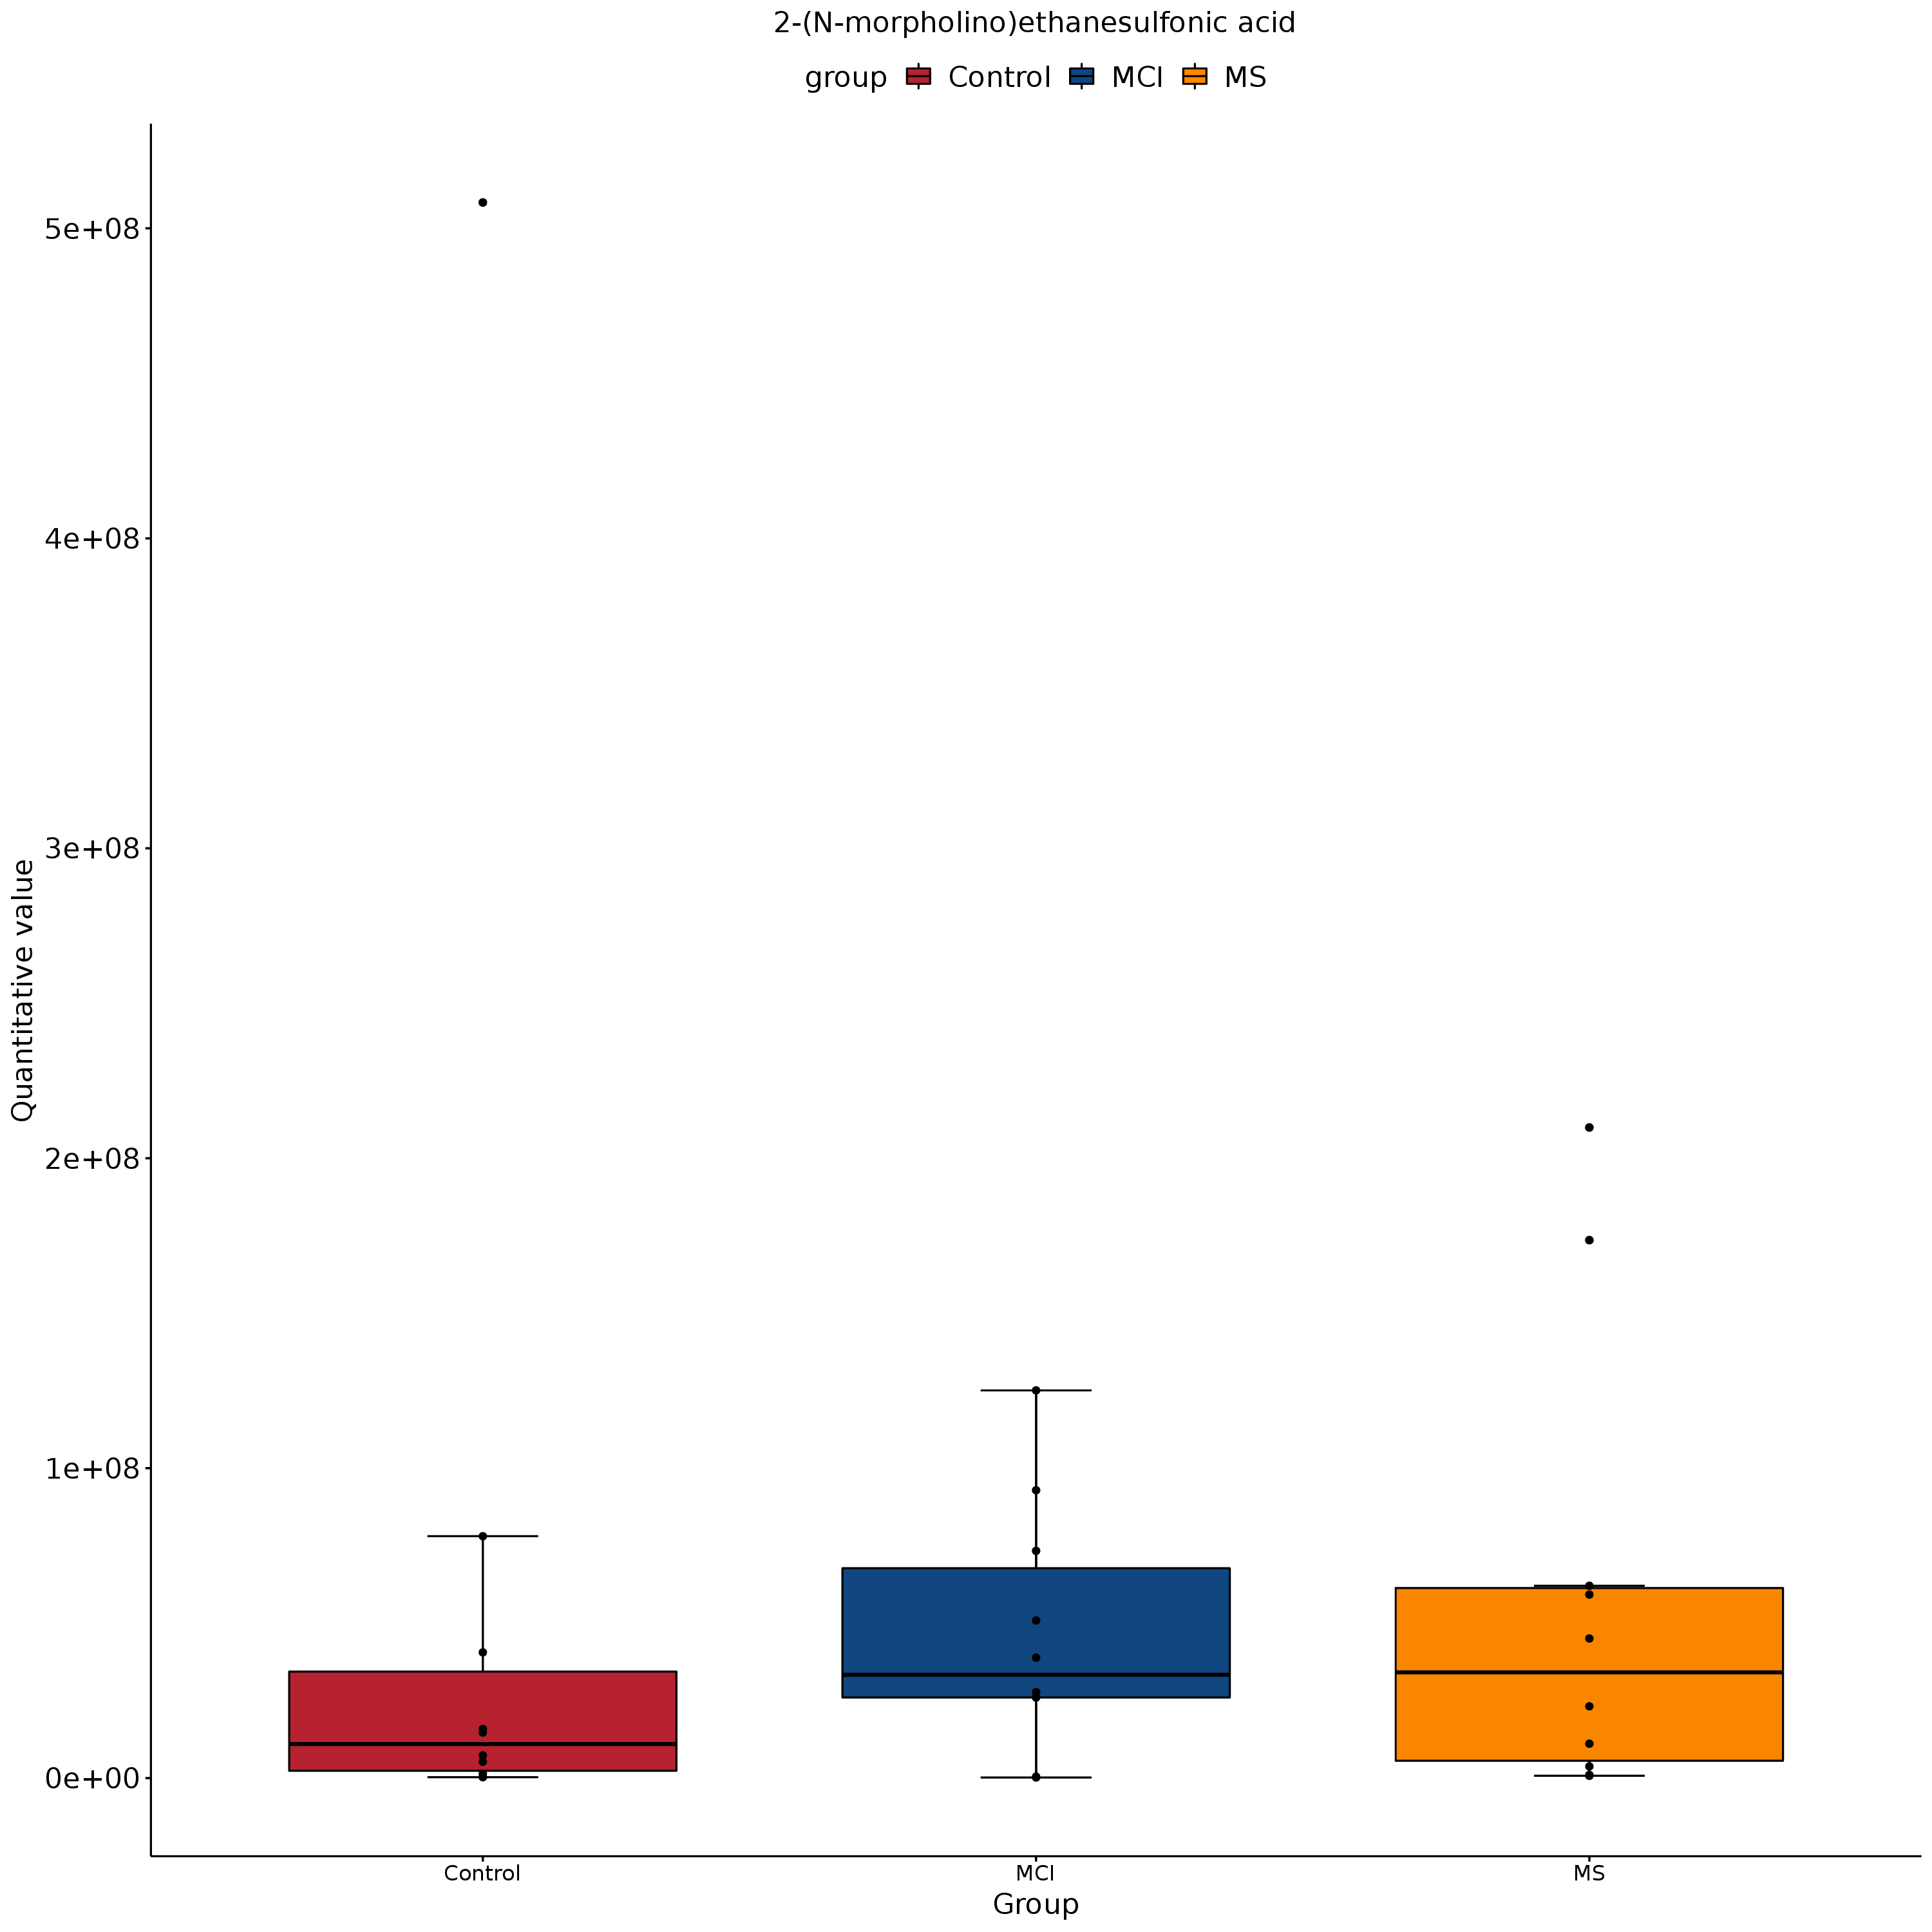 2-(N-morpholino)ethanesulfonic acid
group Control MCI MS
5e+08
4e+08
3e+08
2e+08
1e+08
0e+00
Quantitative value
Control MCI MS
Group